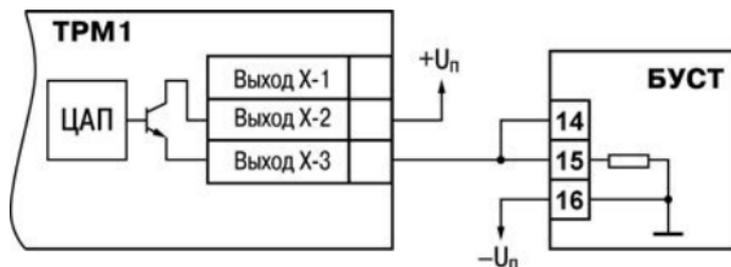 ТРМ1
ЦАП
Выход X-1
Выход X-2
Выход X-3
+Uп
БУСТ
14
15
16
−Uп